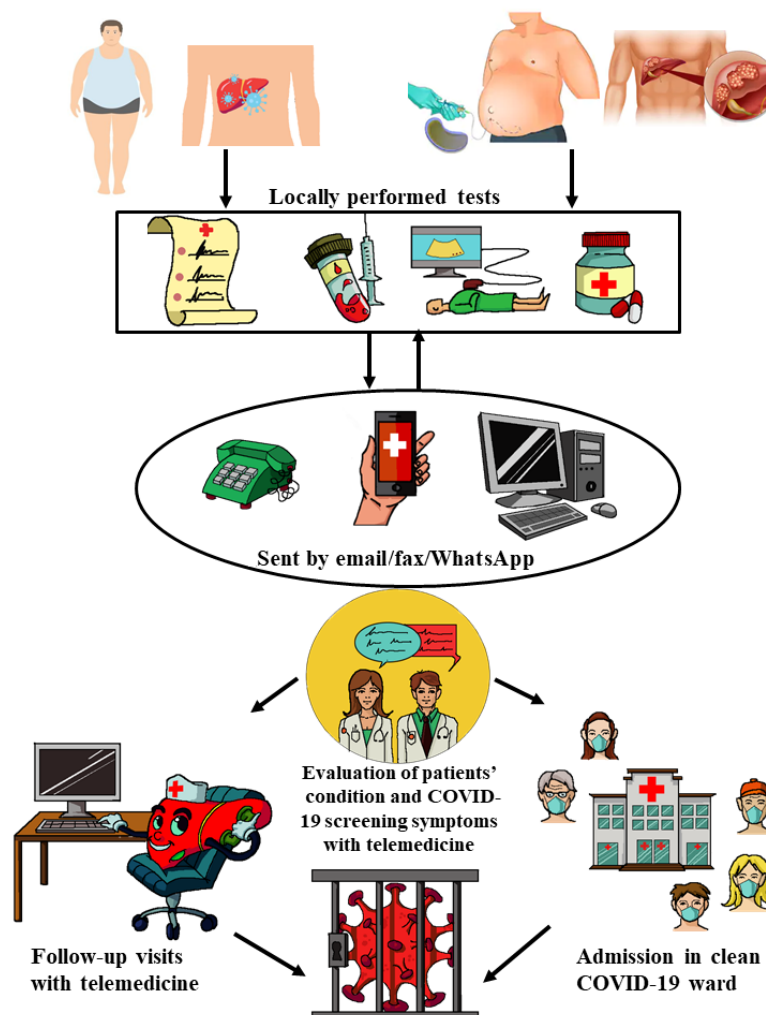 Locally performed tests
Sent by email/fax/WhatsApp
Evaluation of patients'
condition and COVID-
19 screening symptoms
with telemedicine
Follow-up visits
with telemedicine
Admission in clean
COVID-19 ward